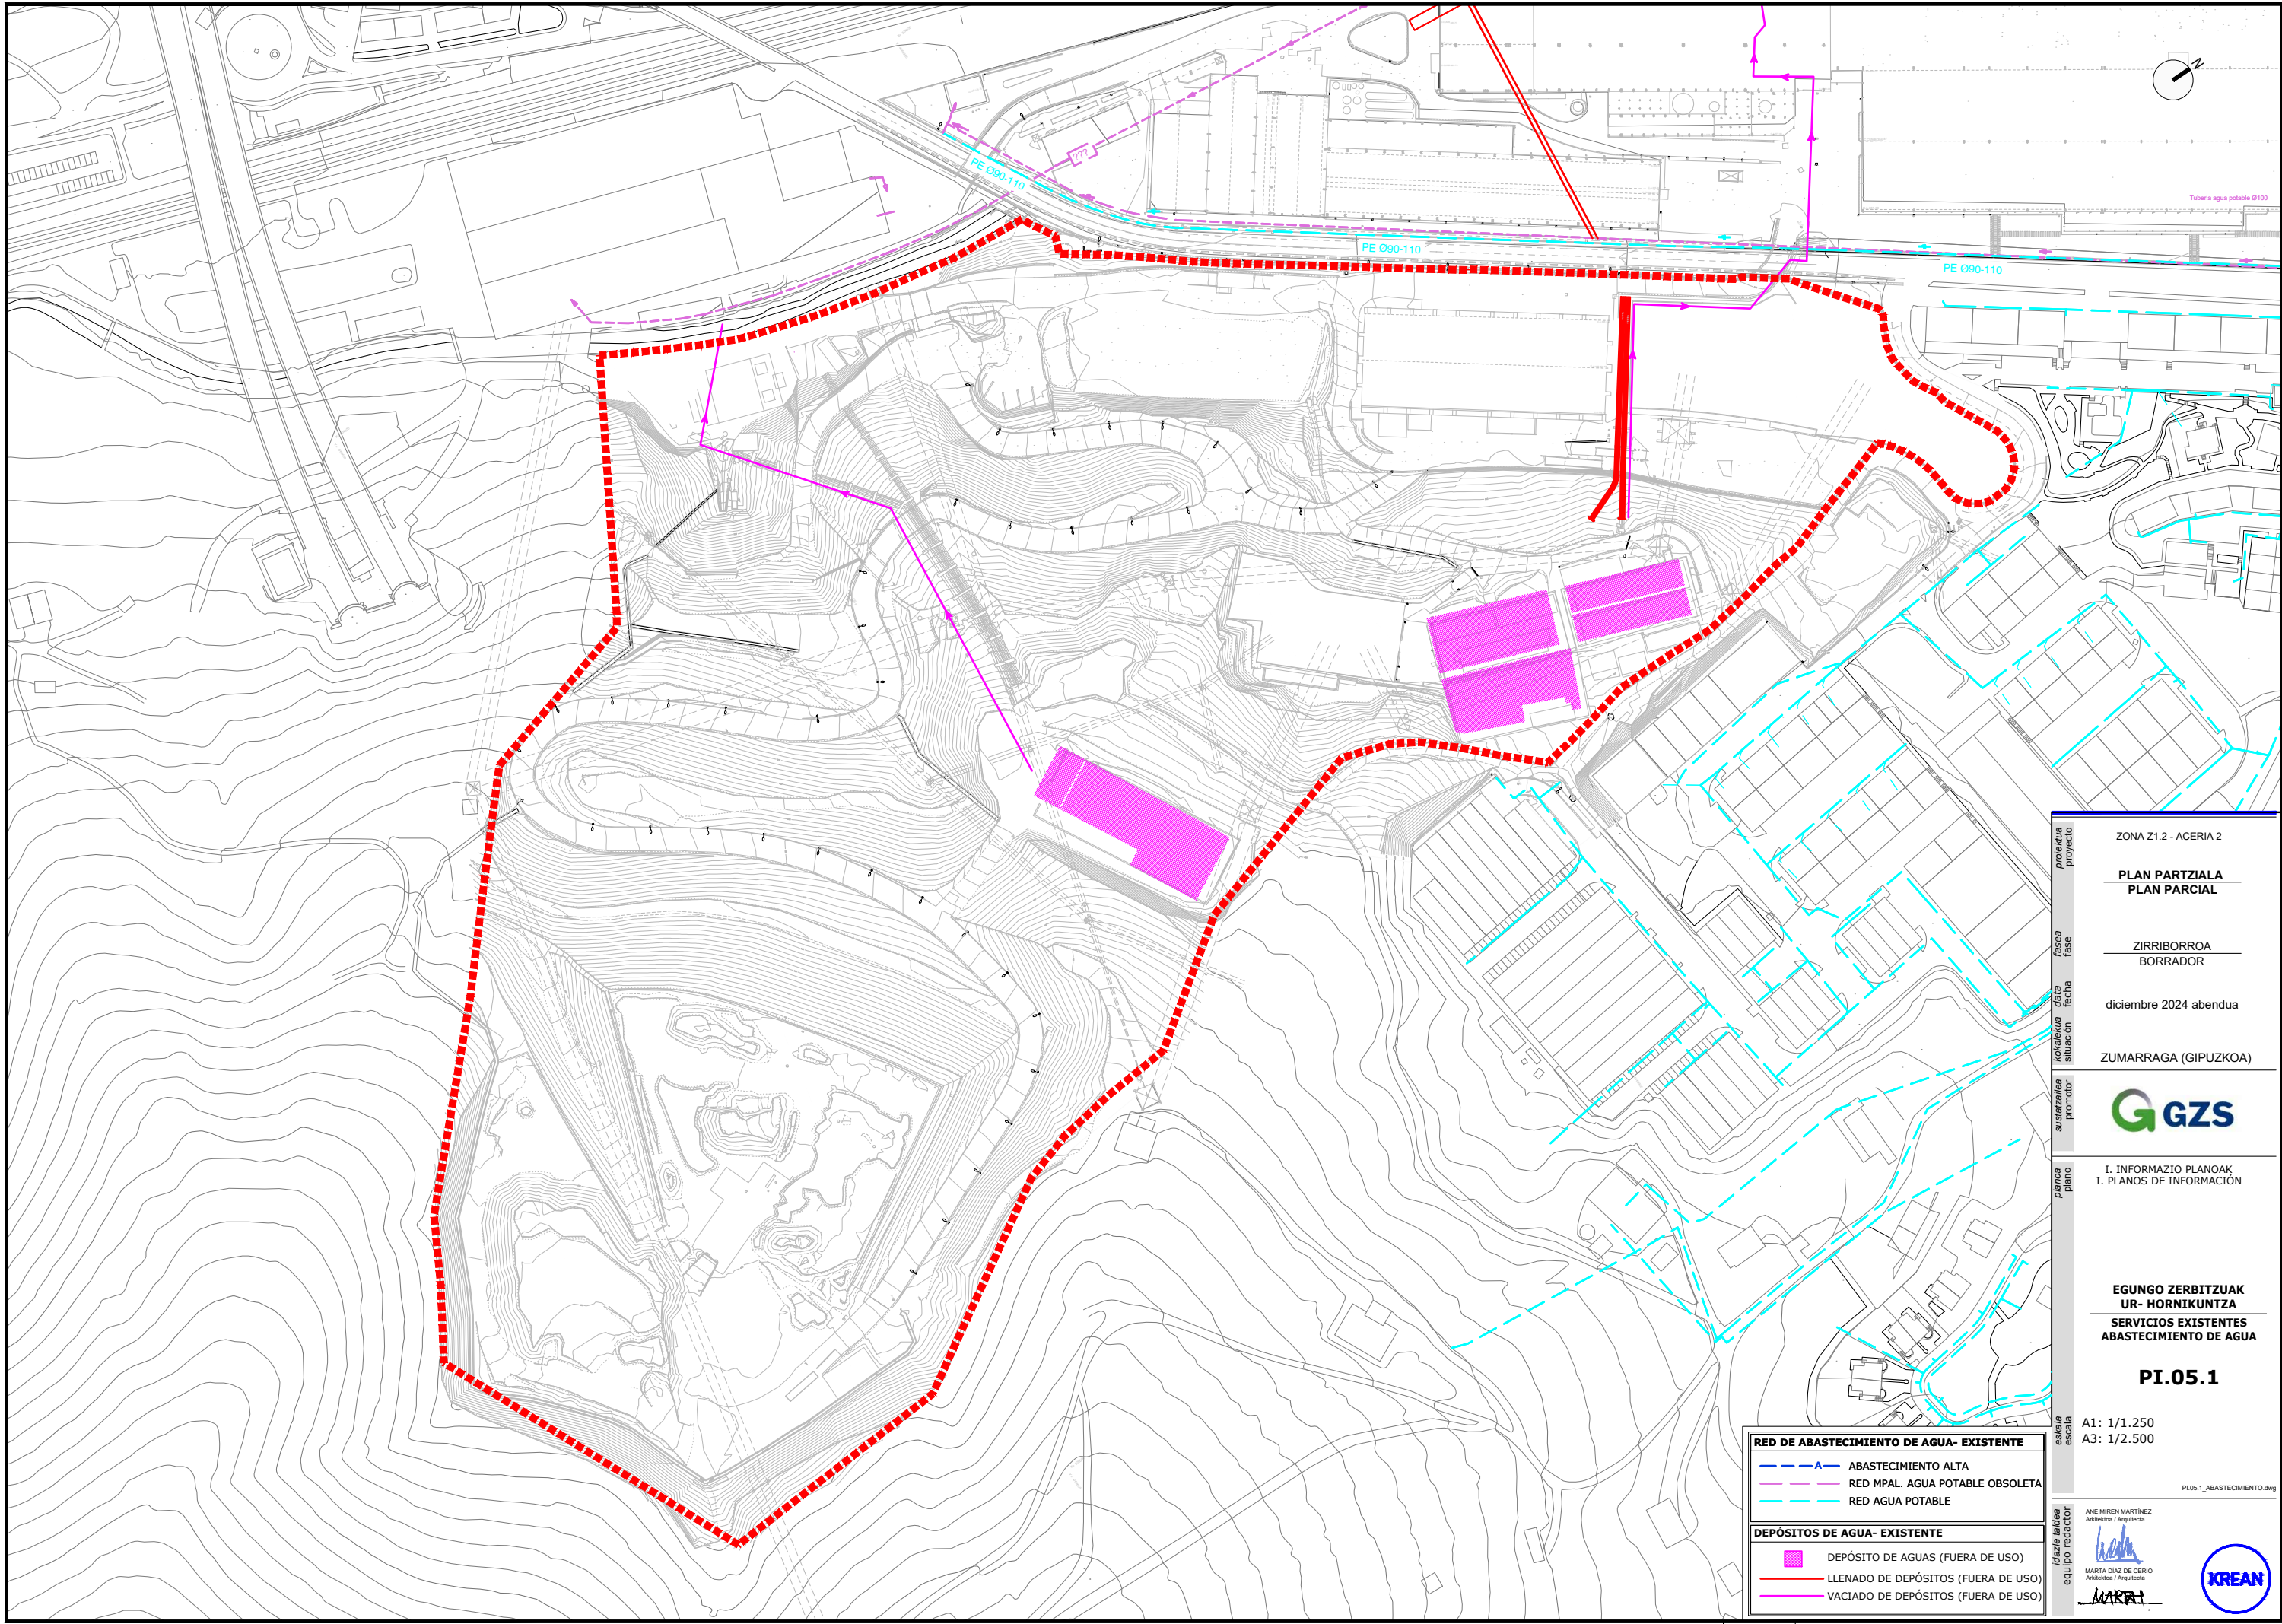 N
PE Ø90-110
???
Tubería agua potable Ø100
PE Ø90-110
PE Ø90-110
proiektua
proyecto
ZONA Z1.2 - ACERIA 2
PLAN PARTZIALA
PLAN PARCIAL
fasea
fase
ZIRRIBORROA
BORRADOR
data
fecha
diciembre 2024 abendua
kokalekua
situación
ZUMARRAGA (GIPUZKOA)
sustatzailea
promotor
GZS
planoa
plano
I. INFORMAZIO PLANOAK
I. PLANOS DE INFORMACIÓN
EGUNGO ZERBITZUAK
UR- HORNIKUNTZA
SERVICIOS EXISTENTES
ABASTECIMIENTO DE AGUA
PI.05.1
eskala
escala
A1: 1/1.250
A3: 1/2.500
PI.05.1_ABASTECIMIENTO.dwg
idazle taldea
equipo redactor
ANE MIREN MARTÍNEZ
Arkitektoa / Arquitecta
MARTA DÍAZ DE CERIO
Arkitektoa / Arquitecta
KREAN
RED DE ABASTECIMIENTO DE AGUA- EXISTENTE
A ABASTECIMIENTO ALTA
RED MPAL. AGUA POTABLE OBSOLETA
RED AGUA POTABLE
DEPÓSITOS DE AGUA- EXISTENTE
DEPÓSITO DE AGUAS (FUERA DE USO)
LLENADO DE DEPÓSITOS (FUERA DE USO)
VACIADO DE DEPÓSITOS (FUERA DE USO)